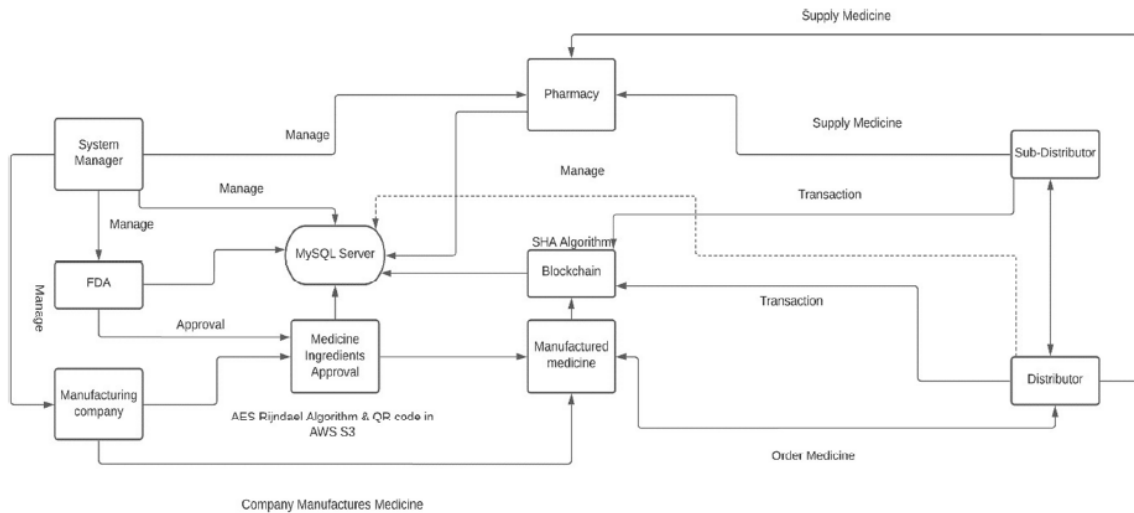 Supply Medicine
Pharmacy
Manage
Supply Medicine
System
Manager
Sub-Distributor
Manage
Manage
Transaction
Manage
SHA Algorithm
MySQL Server
Blockchain
FDA
Manage
Transaction
Approval
Medicine
Ingredients
Approval
Manufactured
medicine
Manufacturing
company
Distributor
AES Rijndael Algorithm & QR code in
AWS S3
Order Medicine
Company Manufactures Medicine